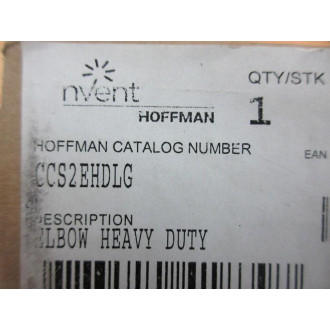 nvent
HOFFMAN
QTY/STK
1
HOFFMAN CATALOG NUMBER
EAN
CCS2EHDLG
DESCRIPTION
ELBOW HEAVY DUTY